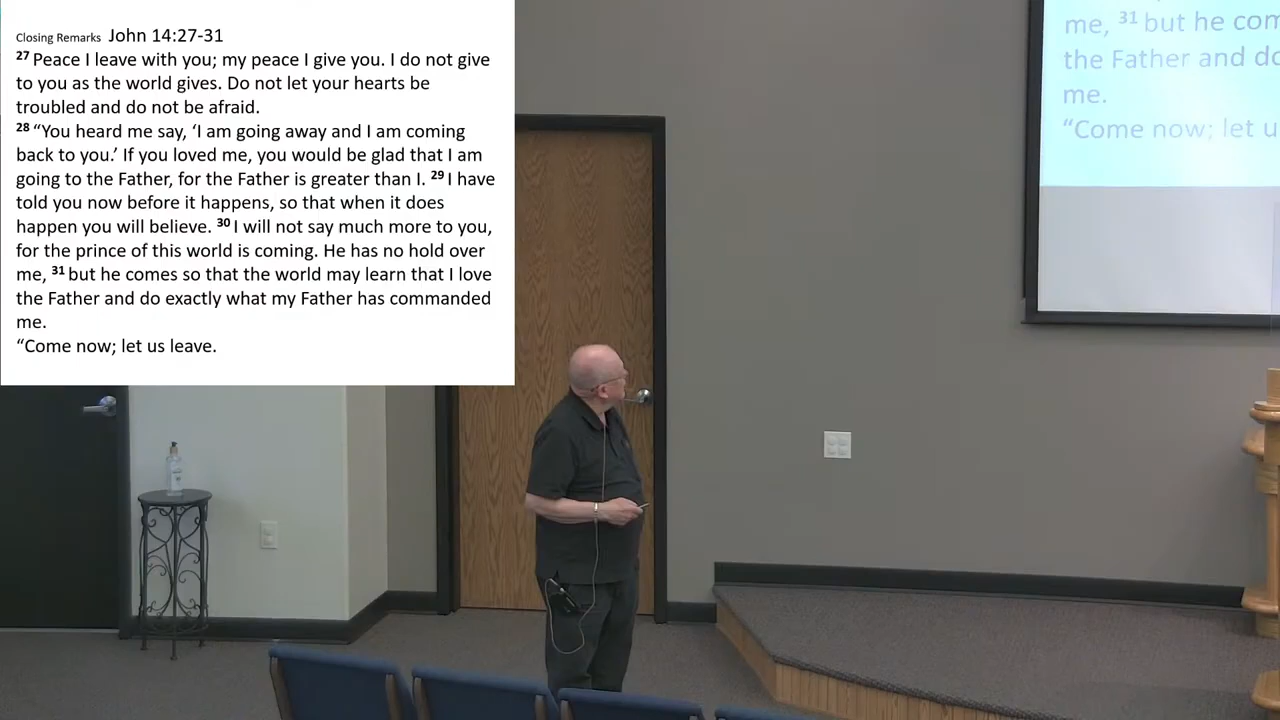 Closing Remarks John 14:27-31
27 Peace I leave with you; my peace I give you. I do not give
to you as the world gives. Do not let your hearts be
troubled and do not be afraid.
28 “You heard me say, ‘I am going away and I am coming
back to you.’ If you loved me, you would be glad that I am
going to the Father, for the Father is greater than I. 29 I have
told you now before it happens, so that when it does
happen you will believe. 30 I will not say much more to you,
for the prince of this world is coming. He has no hold over
me, 31 but he comes so that the world may learn that I love
the Father and do exactly what my Father has commanded
me.
“Come now; let us leave.
me, 31 but he com
the Father and do
me.
“Come now; let u